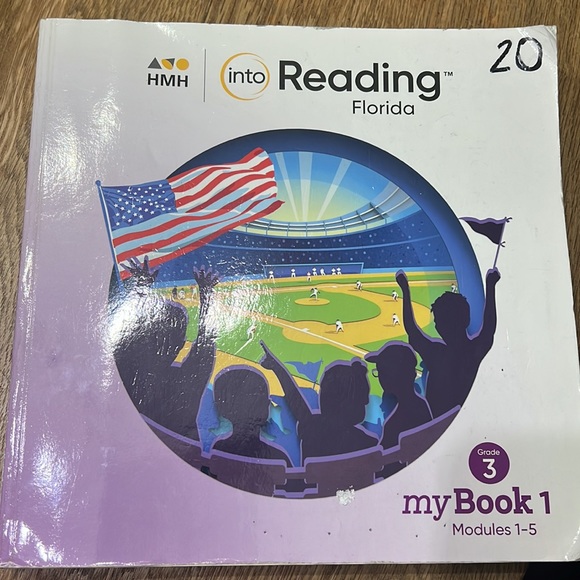 HMH
into Reading™
Florida
20
Grade
3
myBook 1
Modules 1-5